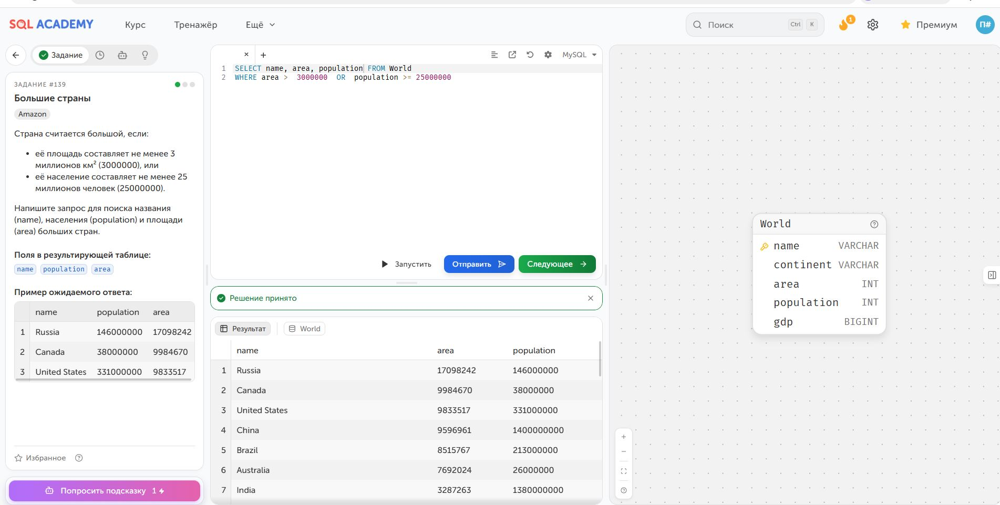 SQL ACADEMY
Курс
Тренажёр
Ещё
Поиск
Ctrl
K
1
Премиум
П#
Задание
ЗАДАНИЕ #139
Большие страны
Amazon
Страна считается большой, если:
• её площадь составляет не менее 3
миллионов км² (3000000), или
• её население составляет не менее 25
миллионов человек (25000000).
Напишите запрос для поиска названия
(name), населения (population) и площади
(area) больших стран.
Поля в результирующей таблице:
name population area
Пример ожидаемого ответа:
name population area
1 Russia 146000000 17098242
2 Canada 38000000 9984670
3 United States 331000000 9833517
Избранное
Попросить подсказку 1
MySQL
1 SELECT name, area, population FROM World
2 WHERE area > 3000000 OR population >= 25000000
Запустить
Отправить
Следующее
Решение принято
Результат
World
name area population
1 Russia 17098242 146000000
2 Canada 9984670 38000000
3 United States 9833517 331000000
4 China 9596961 1400000000
5 Brazil 8515767 213000000
6 Australia 7692024 26000000
7 India 3287263 1380000000
World
name VARCHAR
continent VARCHAR
area INT
population INT
gdp BIGINT